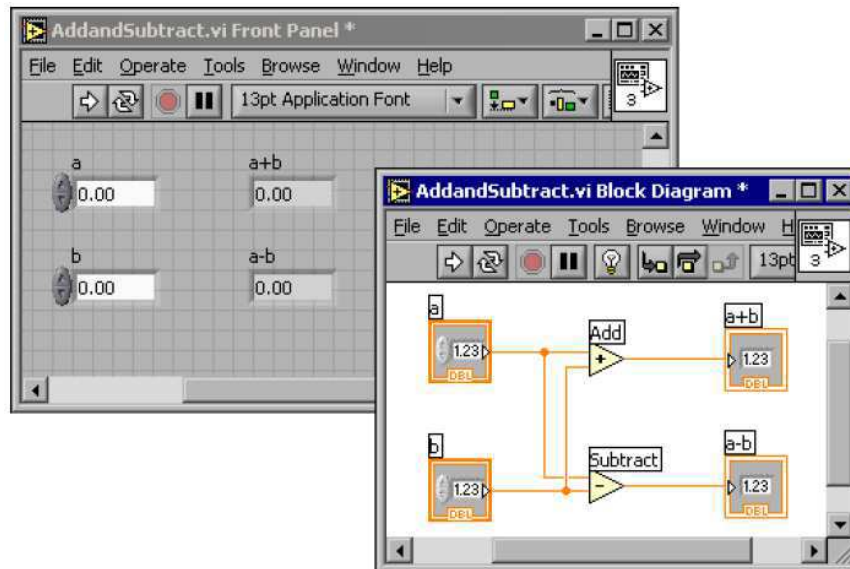 AddandSubtract.vi Front Panel *
File Edit Operate Tools Browse Window Help
13pt Application Font
3
a
0.00
a+b
0.00
b
0.00
a-b
0.00
AddandSubtract.vi Block Diagram *
File Edit Operate Tools Browse Window H
13pt
3
a
1.23
DBL
Add
+
a+b
1.23
DBL
b
1.23
DBL
Subtract
-
a-b
1.23
DBL